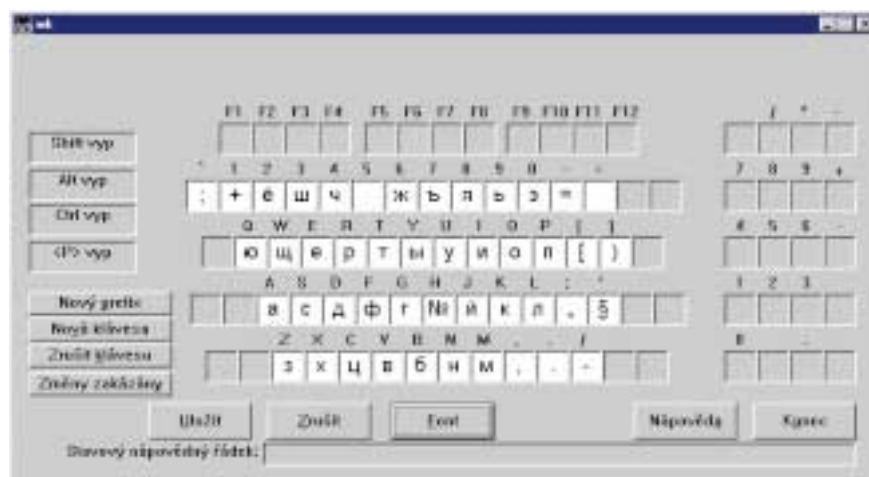 F1 F2 F3 F4 F5 F6 F7 F8 F9 F10 F11 F12 / * -
Shift vyp
` 1 2 3 4 5 6 7 8 9 0 - = 7 8 9 +
Alt vyp
; + ё ш ч ж ъ я ь э =
Ctrl vyp
Q W E R T Y U I O P [ ] 4 5 6 -
<P> vyp
ю щ е р т ы у и о п [ )
A S D F G H J K L ; ' 1 2 3
Nový prefix
а с д ф г № й к л „ §
Nová klávesa
Z X C V B N M , . / 0 .
Zrušit klávesu
з х ц в б н м , . -
Změny zakázány
Uložit Zrušit Font Nápověda Konec
Stavový nápovědný řádek: